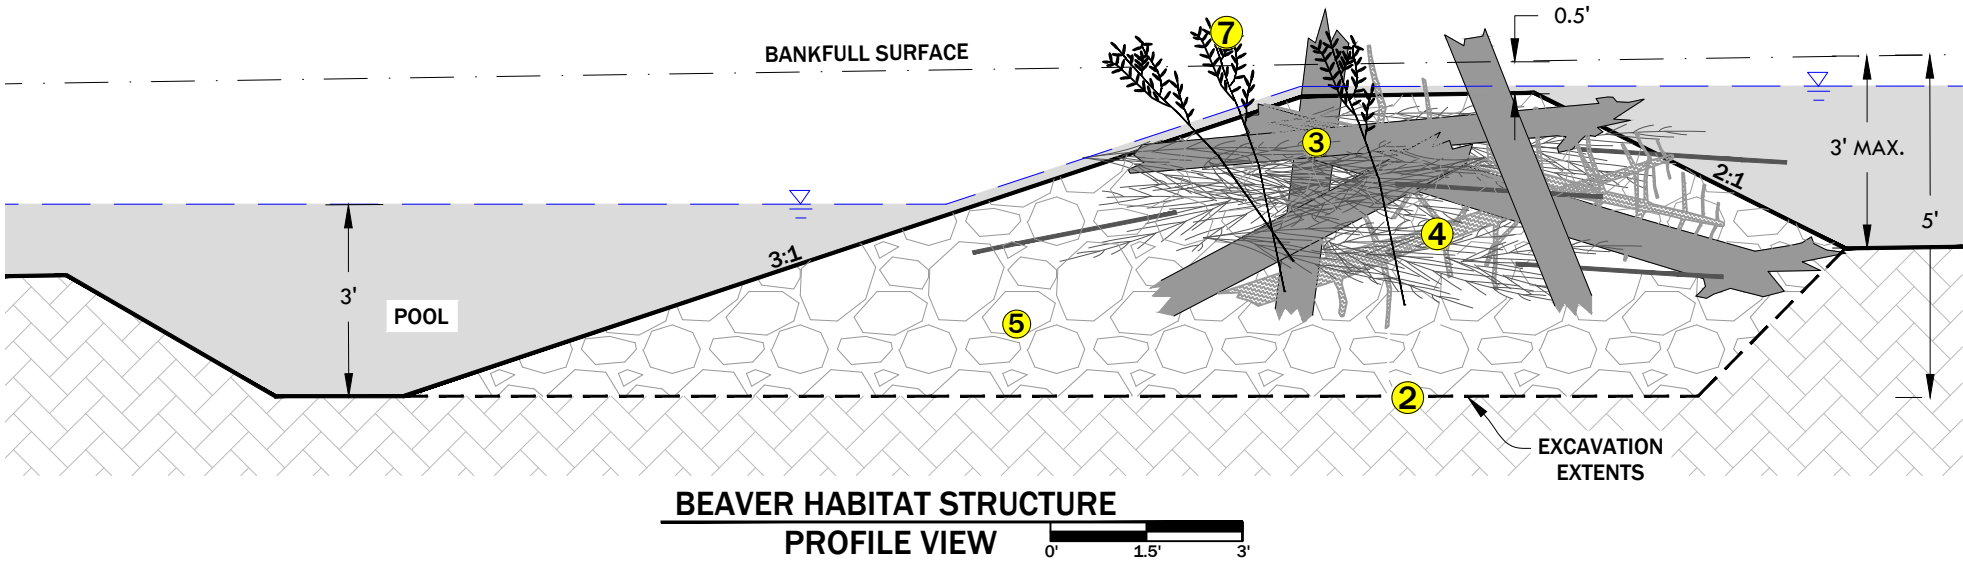 0.5'
BANKFULL SURFACE
7
3
3' MAX.
2:1
5'
4
3:1
3'
POOL
5
2
EXCAVATION
EXTENTS
BEAVER HABITAT STRUCTURE
PROFILE VIEW
0' 1.5' 3'